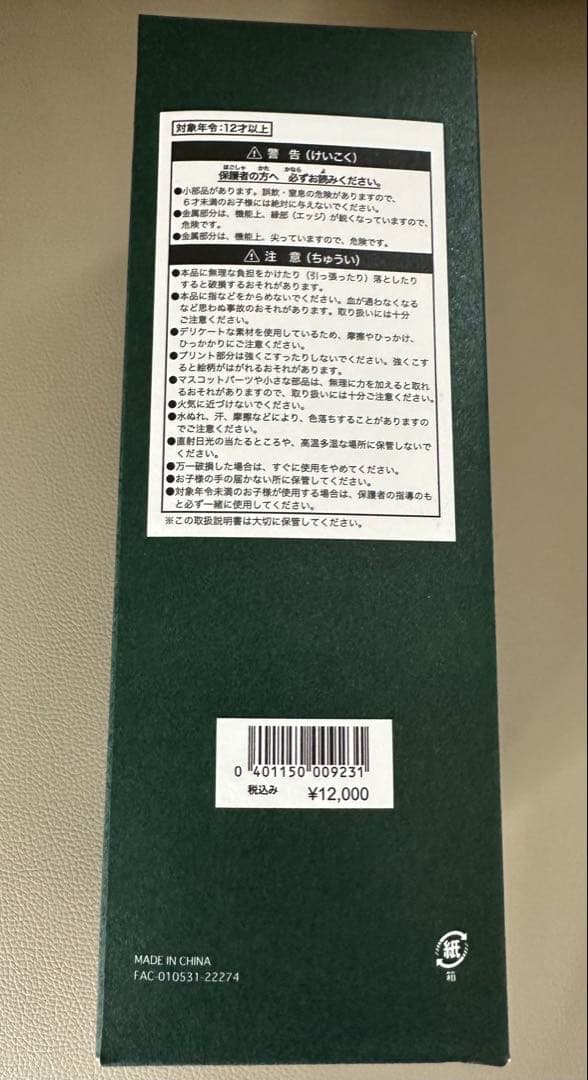 対象年令:12才以上
⚠ 警 告 (けいこく)
保護者の方へ 必ずお読みください。
●小部品があります。誤飲・窒息の危険がありますので、
6才未満のお子様には絶対に与えないでください。
●金属部分は、機能上、縁部(エッジ)が鋭くなっていますので、
危険です。
●金属部分は、機能上、尖っていますので、危険です。
⚠ 注 意 (ちゅうい)
●本品に無理な負担をかけたり(引っ張ったり)落としたり
すると破損するおそれがあります。
●本品に指などをからめないでください。血が通わなくなる
など思わぬ事故のおそれがあります。取り扱いには十分
ご注意ください。
●デリケートな素材を使用しているため、摩擦やひっかけ、
ひっかかりにご注意ください。
●プリント部分は強くこすったりしないでください。強くこす
ると絵柄がはがれるおそれがあります。
●マスコットパーツや小さな部品は、無理に力を加えると取れ
るおそれがありますので、取り扱いには十分ご注意ください。
●火気に近づけないでください。
●水ぬれ、汗、摩擦などにより、色落ちすることがありますの
でご注意ください。
●直射日光の当たるところや、高温多湿な場所に保管しないで
ください。
●万一破損した場合は、すぐに使用をやめてください。
●お子様の手の届かない所に保管してください。
●対象年令未満のお子様が使用する場合は、保護者の指導のも
と必ず一緒に使用してください。
※この取扱説明書は大切に保管してください。
0 401150 009231
税込み ¥12,000
MADE IN CHINA
FAC-010531-22274
紙
箱